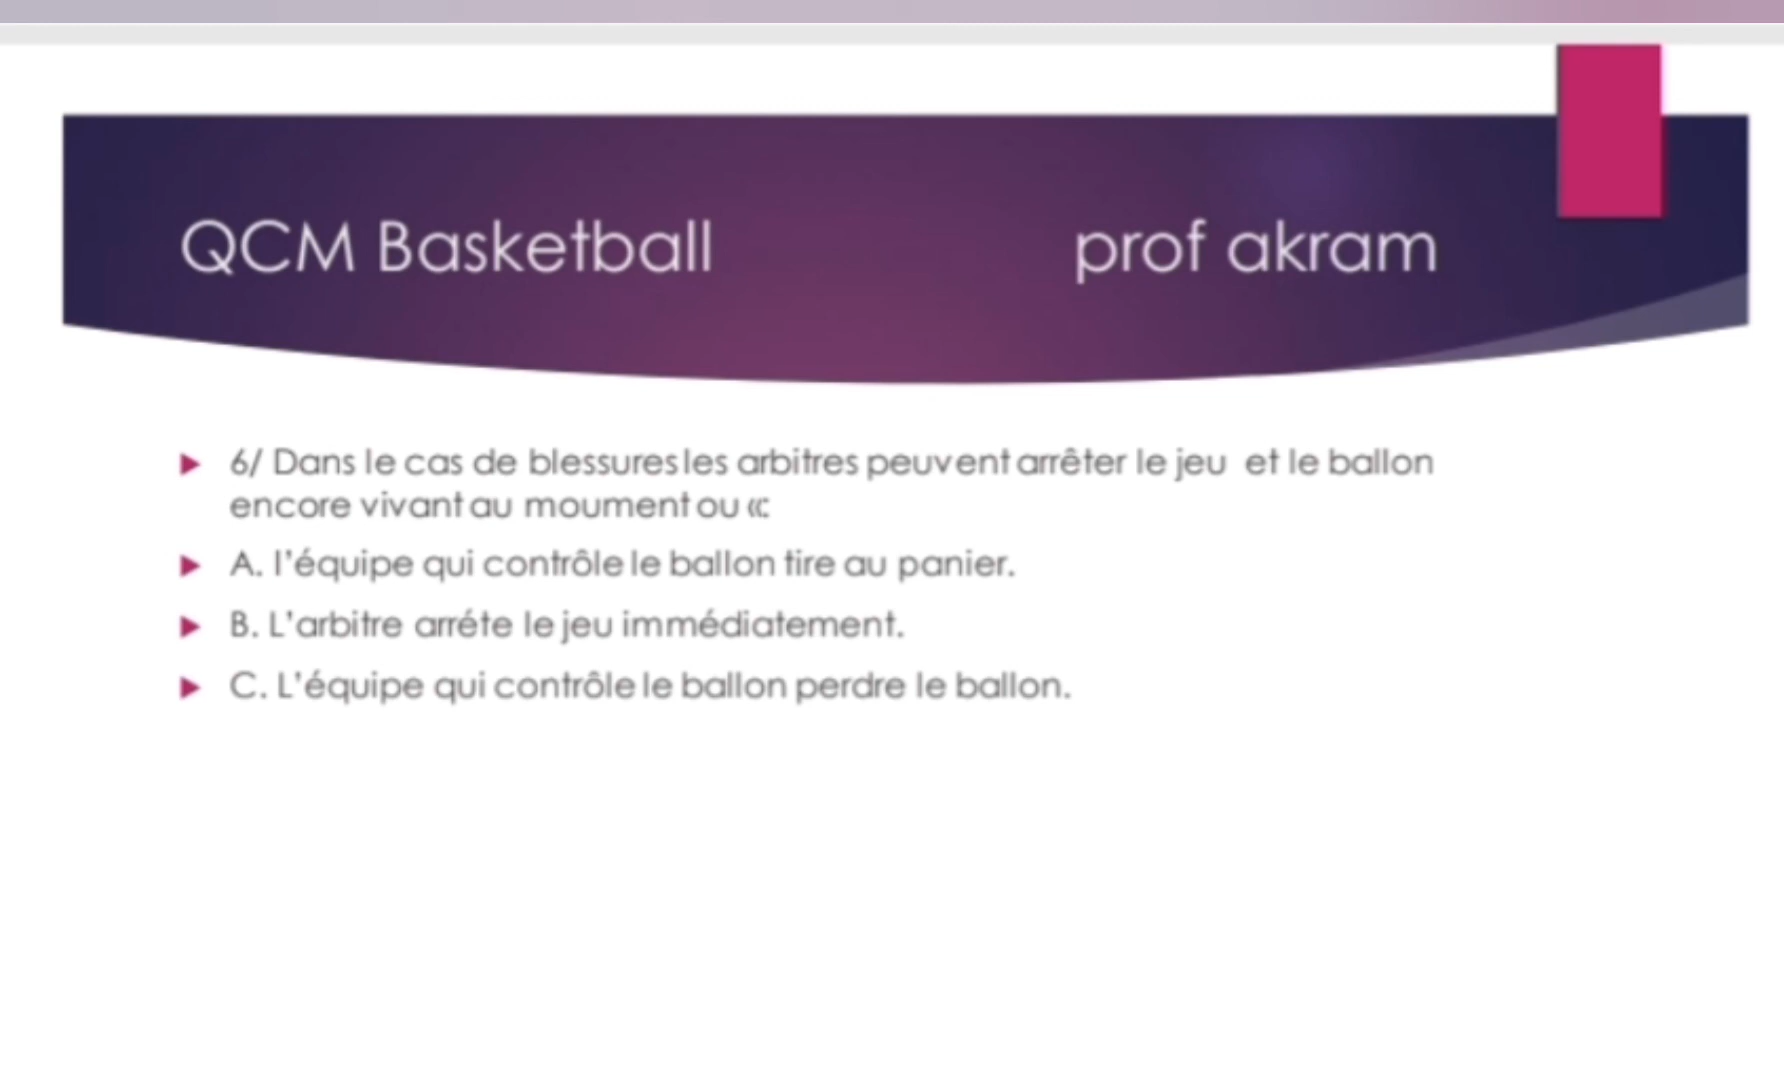 QCM Basketball prof akram
6/ Dans le cas de blessures les arbitres peuvent arrêter le jeu et le ballon
encore vivant au moument ou «:
A. l'équipe qui contrôle le ballon tire au panier.
B. L'arbitre arréte le jeu immédiatement.
C. L'équipe qui contrôle le ballon perdre le ballon.